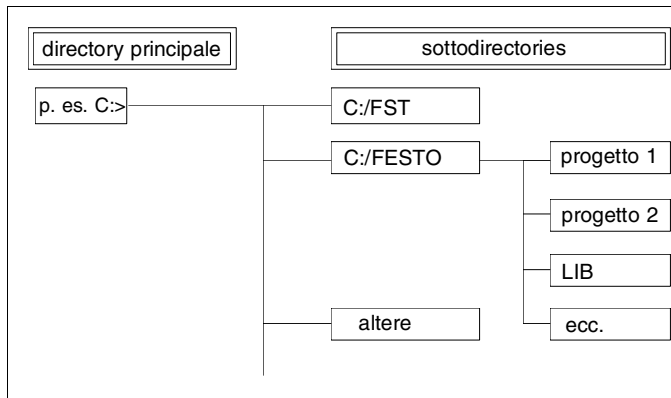 directory principale
sottodirectories
p. es. C:>
C:/FST
C:/FESTO
progetto 1
progetto 2
LIB
altere
ecc.